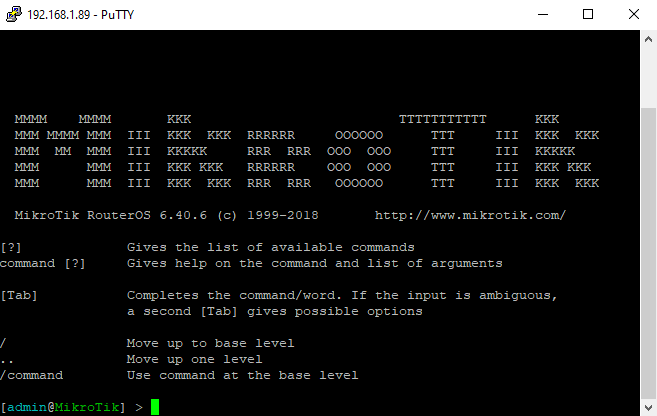 192.168.1.89 - PuTTY
MMMM    MMMM       KKK                          TTTTTTTTTTT      KKK
MMM MMMM MMM  III  KKK  KKK  RRRRRR     OOOOOO      TTT     III  KKK  KKK
MMM  MM  MMM  III  KKKKK     RRR  RRR  OOO  OOO     TTT     III  KKKKK
MMM      MMM  III  KKK KKK   RRRRRR    OOO  OOO     TTT     III  KKK KKK
MMM      MMM  III  KKK  KKK  RRR  RRR   OOOOOO      TTT     III  KKK  KKK
MikroTik RouterOS 6.40.6 (c) 1999-2018       http://www.mikrotik.com/
[?]             Gives the list of available commands
command [?]     Gives help on the command and list of arguments
[Tab]           Completes the command/word. If the input is ambiguous,
a second [Tab] gives possible options
/               Move up to base level
..              Move up one level
/command        Use command at the base level
[admin@MikroTik] >